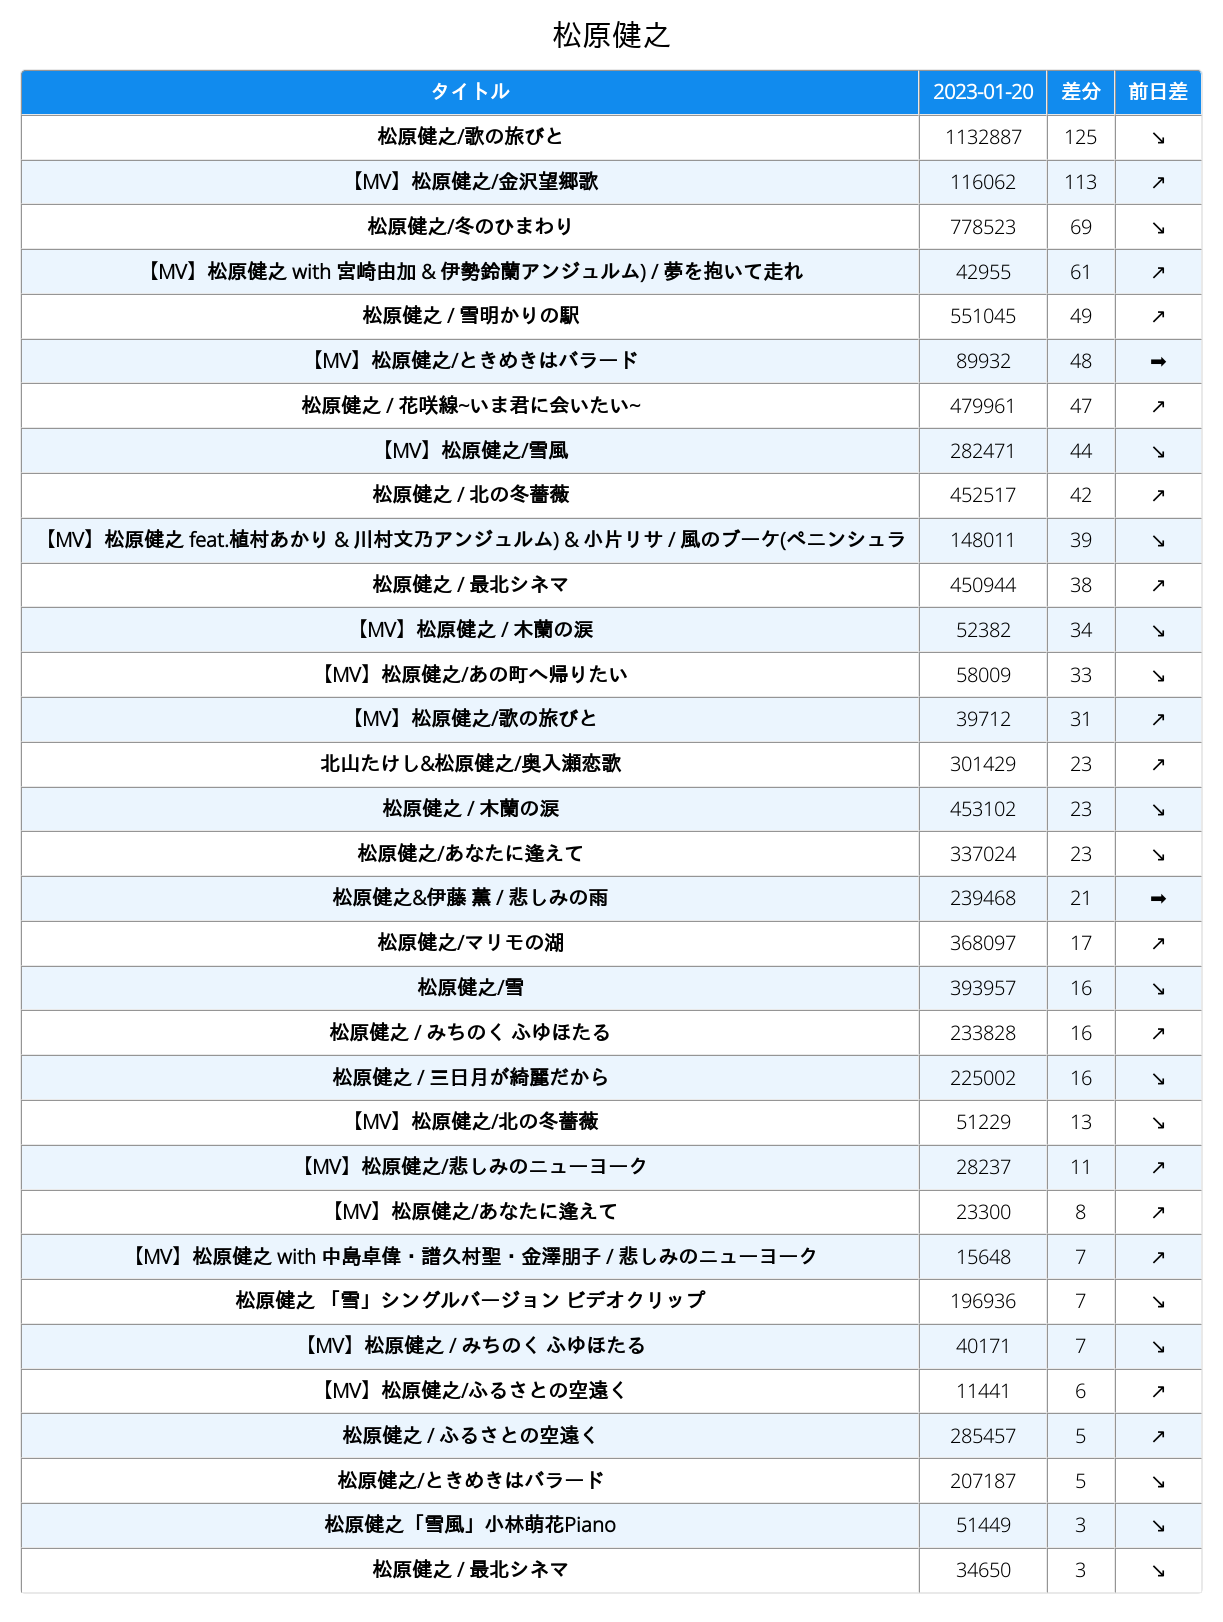 松原健之
タイトル 2023-01-20 差分 前日差
松原健之/歌の旅びと 1132887 125 ↘
【MV】松原健之/金沢望郷歌 116062 113 ↗
松原健之/冬のひまわり 778523 69 ↘
【MV】松原健之 with 宮崎由加 & 伊勢鈴蘭アンジュルム) / 夢を抱いて走れ 42955 61 ↗
松原健之 / 雪明かりの駅 551045 49 ↗
【MV】松原健之/ときめきはバラード 89932 48 ➡
松原健之 / 花咲線~いま君に会いたい~ 479961 47 ↗
【MV】松原健之/雪風 282471 44 ↘
松原健之 / 北の冬薔薇 452517 42 ↗
【MV】松原健之 feat.植村あかり & 川村文乃アンジュルム) & 小片リサ / 風のブーケ(ペニンシュラ 148011 39 ↘
松原健之 / 最北シネマ 450944 38 ↗
【MV】松原健之 / 木蘭の涙 52382 34 ↘
【MV】松原健之/あの町へ帰りたい 58009 33 ↘
【MV】松原健之/歌の旅びと 39712 31 ↗
北山たけし&松原健之/奥入瀬恋歌 301429 23 ↗
松原健之 / 木蘭の涙 453102 23 ↘
松原健之/あなたに逢えて 337024 23 ↘
松原健之&伊藤 薫 / 悲しみの雨 239468 21 ➡
松原健之/マリモの湖 368097 17 ↗
松原健之/雪 393957 16 ↘
松原健之 / みちのく ふゆほたる 233828 16 ↗
松原健之 / 三日月が綺麗だから 225002 16 ↘
【MV】松原健之/北の冬薔薇 51229 13 ↘
【MV】松原健之/悲しみのニューヨーク 28237 11 ↗
【MV】松原健之/あなたに逢えて 23300 8 ↗
【MV】松原健之 with 中島卓偉・譜久村聖・金澤朋子 / 悲しみのニューヨーク 15648 7 ↗
松原健之 「雪」シングルバージョン ビデオクリップ 196936 7 ↘
【MV】松原健之 / みちのく ふゆほたる 40171 7 ↘
【MV】松原健之/ふるさとの空遠く 11441 6 ↗
松原健之 / ふるさとの空遠く 285457 5 ↗
松原健之/ときめきはバラード 207187 5 ↘
松原健之「雪風」小林萌花Piano 51449 3 ↘
松原健之 / 最北シネマ 34650 3 ↘